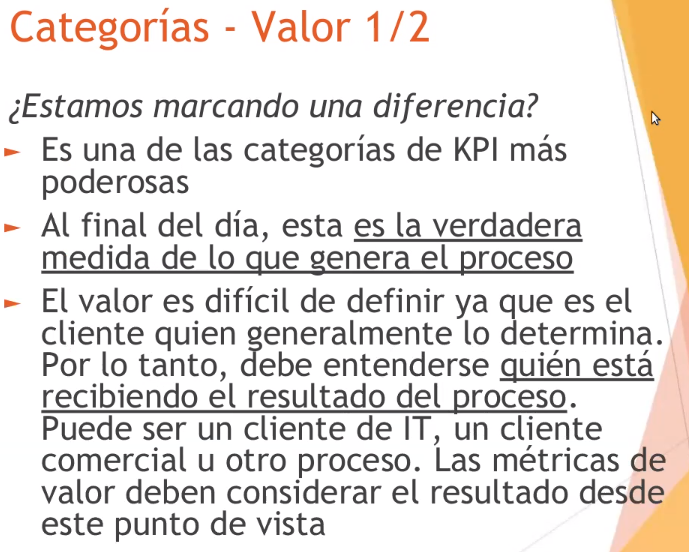 Categorías - Valor 1/2
¿Estamos marcando una diferencia?
► Es una de las categorías de KPI más
poderosas
► Al final del día, esta es la verdadera
medida de lo que genera el proceso
► El valor es difícil de definir ya que es el
cliente quien generalmente lo determina.
Por lo tanto, debe entenderse quién está
recibiendo el resultado del proceso.
Puede ser un cliente de IT, un cliente
comercial u otro proceso. Las métricas de
valor deben considerar el resultado desde
este punto de vista